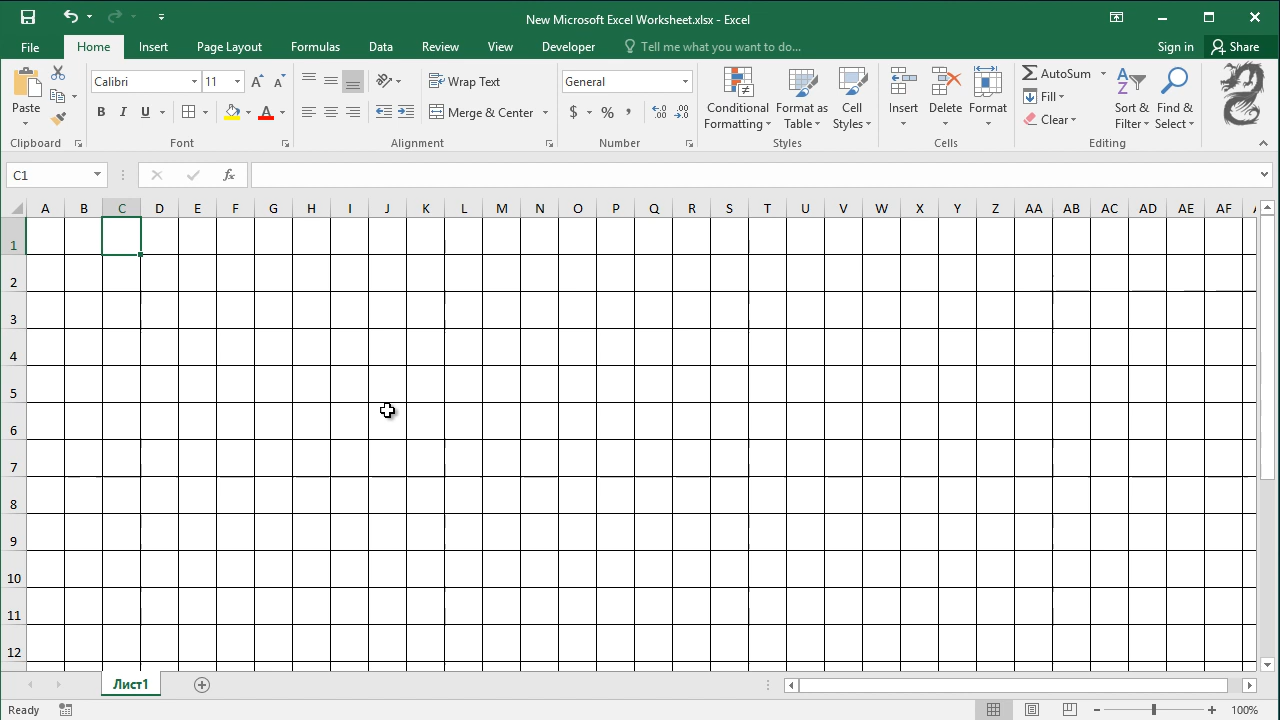 New Microsoft Excel Worksheet.xlsx - Excel
File Home Insert Page Layout Formulas Data Review View Developer Tell me what you want to do... Sign in Share
Paste
Clipboard
Calibri 11
B I U A
Font
Wrap Text
Merge & Center
Alignment
General
$ % ,
Number
Conditional Formatting
Format as Table
Cell Styles
Styles
Insert Delete Format
Cells
AutoSum
Fill
Clear
Sort & Filter
Find & Select
Editing
C1 fx
A B C D E F G H I J K L M N O P Q R S T U V W X Y Z AA AB AC AD AE AF
1
2
3
4
5
6
7
8
9
10
11
12
Лист1
Ready 100%